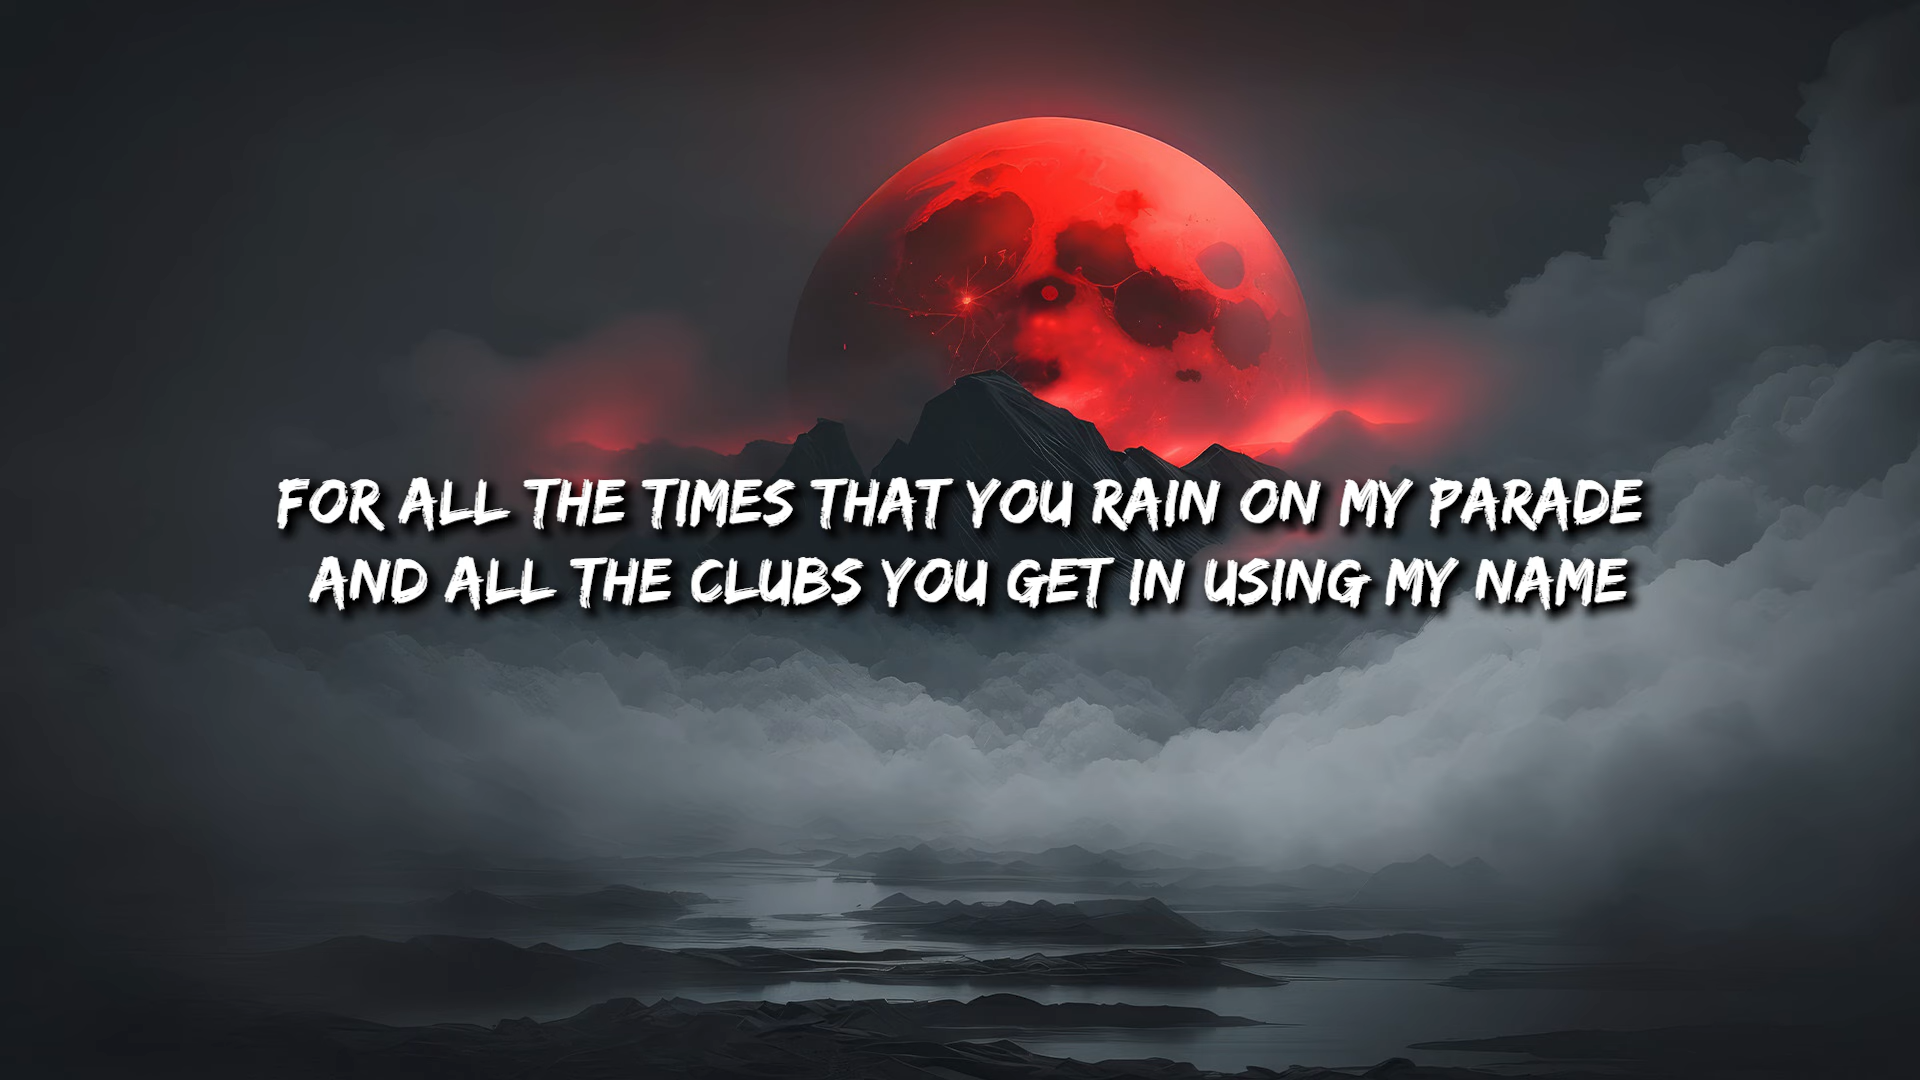 FOR ALL THE TIMES THAT YOU RAIN ON MY PARADE
AND ALL THE CLUBS YOU GET IN USING MY NAME